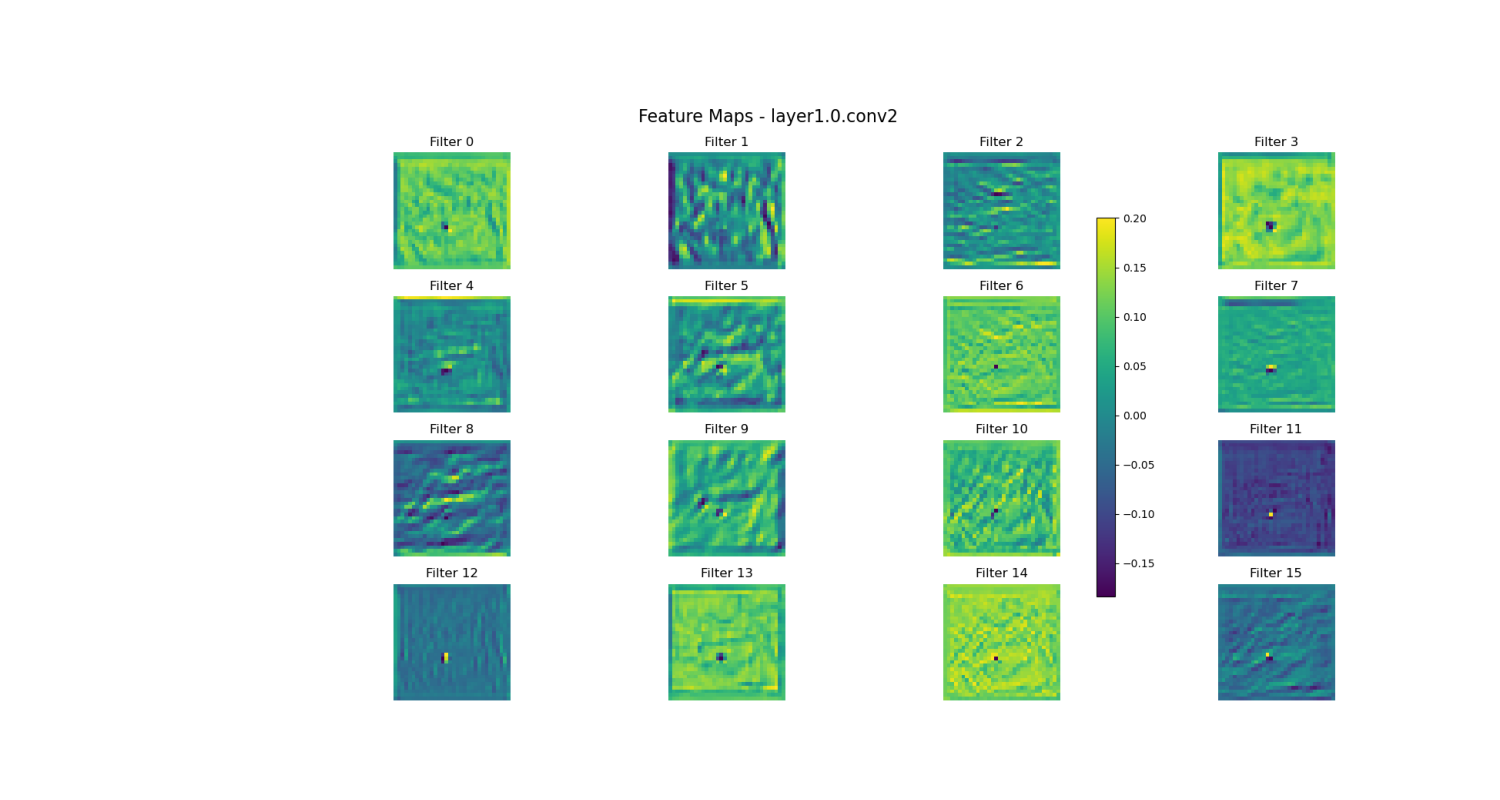 Feature Maps - layer1.0.conv2
Filter 0
Filter 1
Filter 2
Filter 3
Filter 4
Filter 5
Filter 6
Filter 7
Filter 8
Filter 9
Filter 10
Filter 11
Filter 12
Filter 13
Filter 14
Filter 15
0.20
0.15
0.10
0.05
0.00
−0.05
−0.10
−0.15